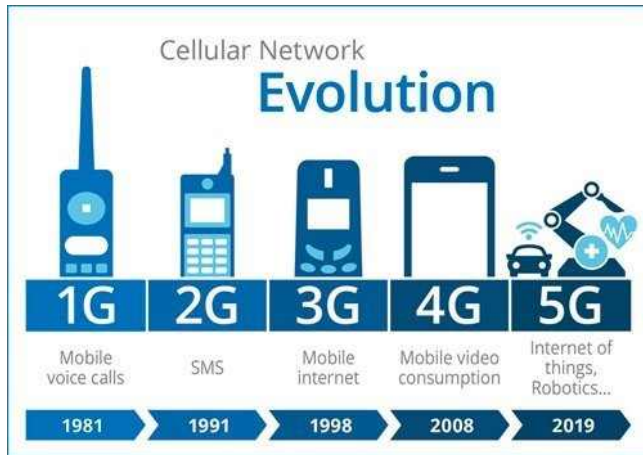 Cellular Network
Evolution
1G 2G 3G 4G 5G
Mobile
voice calls
SMS
Mobile
internet
Mobile video
consumption
Internet of
things,
Robotics...
1981 1991 1998 2008 2019